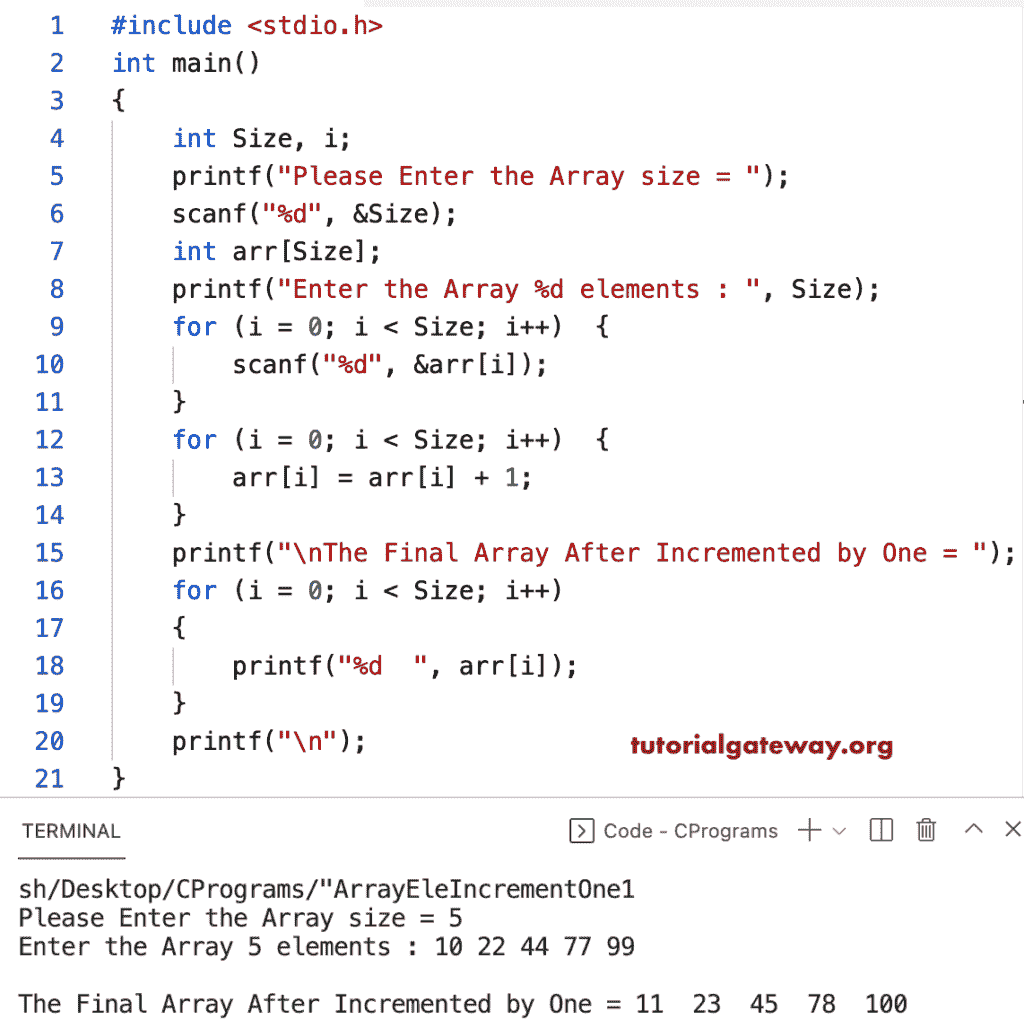 1 #include <stdio.h>
2 int main()
3 {
4 int Size, i;
5 printf("Please Enter the Array size = ");
6 scanf("%d", &Size);
7 int arr[Size];
8 printf("Enter the Array %d elements : ", Size);
9 for (i = 0; i < Size; i++)  {
10 scanf("%d", &arr[i]);
11 }
12 for (i = 0; i < Size; i++)  {
13 arr[i] = arr[i] + 1;
14 }
15 printf("\nThe Final Array After Incremented by One = ");
16 for (i = 0; i < Size; i++)
17 {
18 printf("%d  ", arr[i]);
19 }
20 printf("\n");
tutorialgateway.org
21 }
TERMINAL Code - CPrograms
sh/Desktop/CPrograms/"ArrayEleIncrementOne1
Please Enter the Array size = 5
Enter the Array 5 elements : 10 22 44 77 99
The Final Array After Incremented by One = 11  23  45  78  100